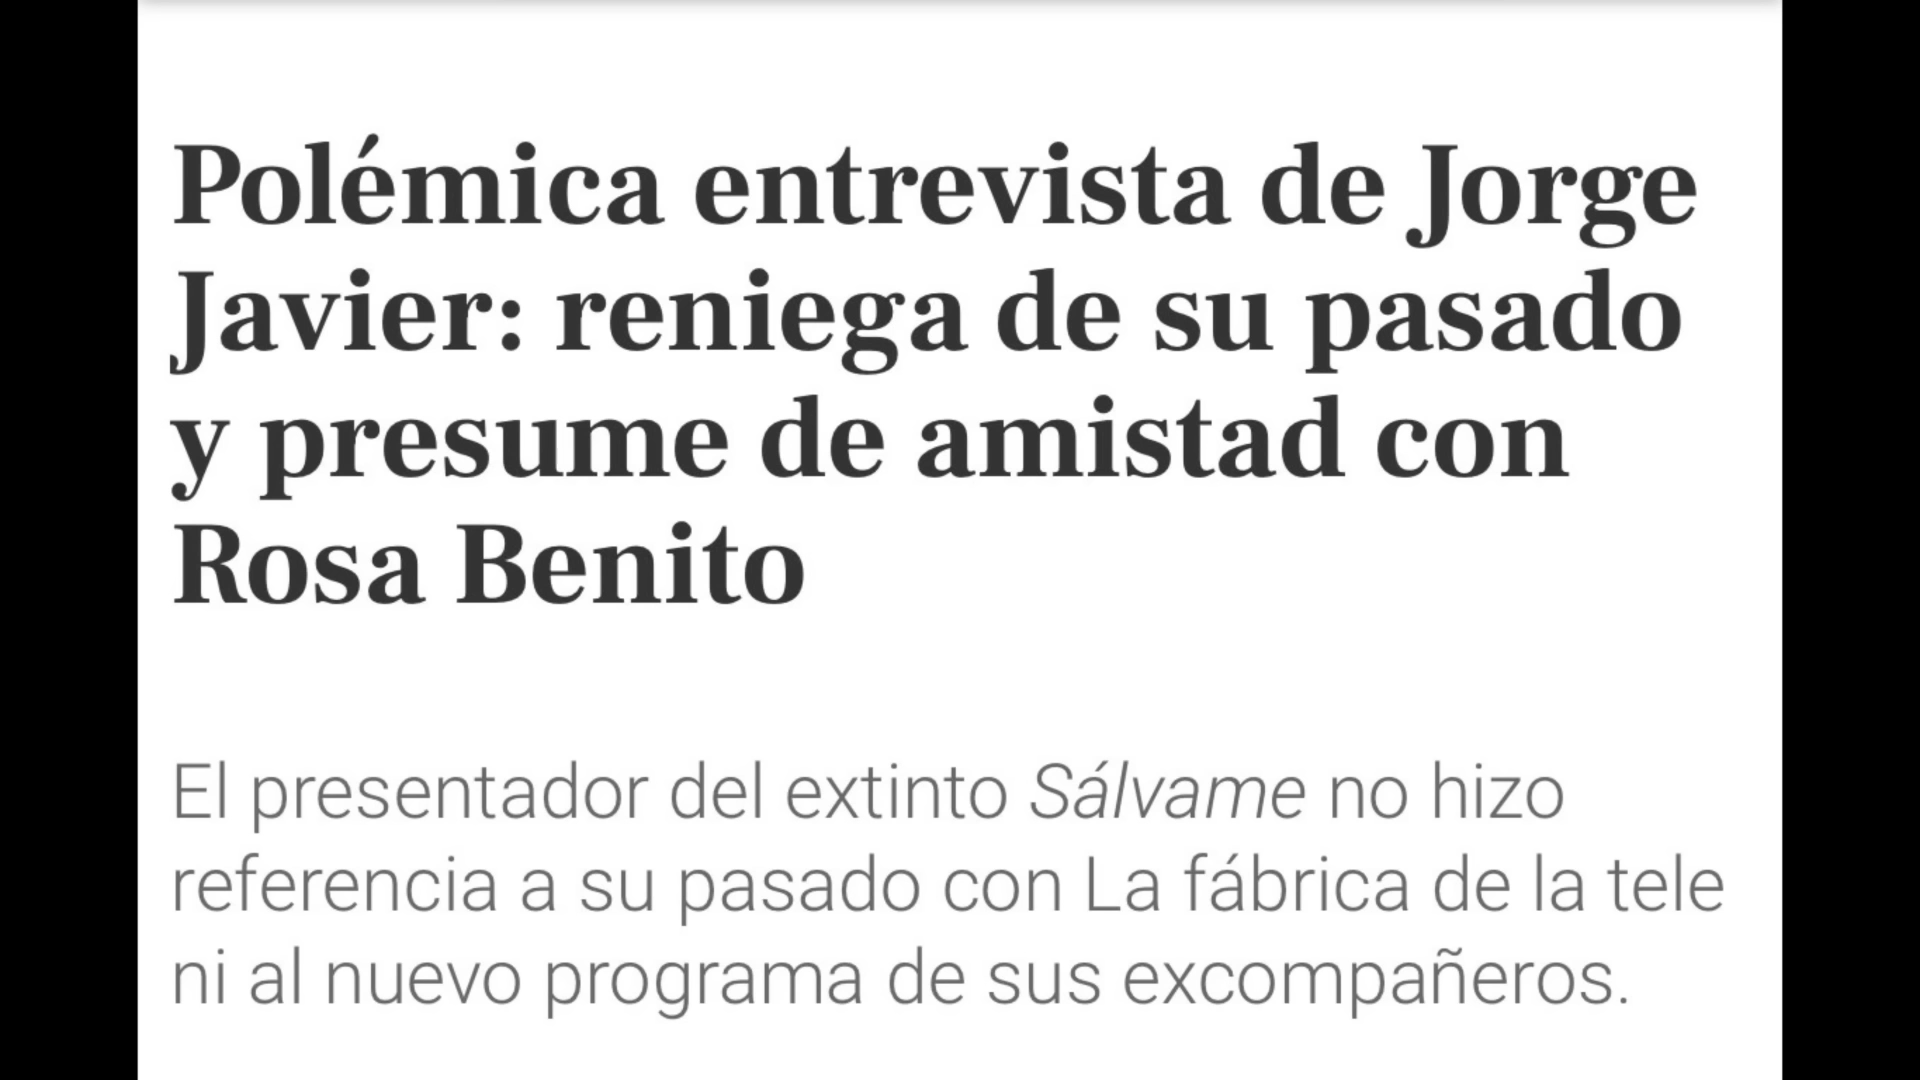 Polémica entrevista de Jorge
Javier: reniega de su pasado
y presume de amistad con
Rosa Benito
El presentador del extinto Sálvame no hizo
referencia a su pasado con La fábrica de la tele
ni al nuevo programa de sus excompañeros.